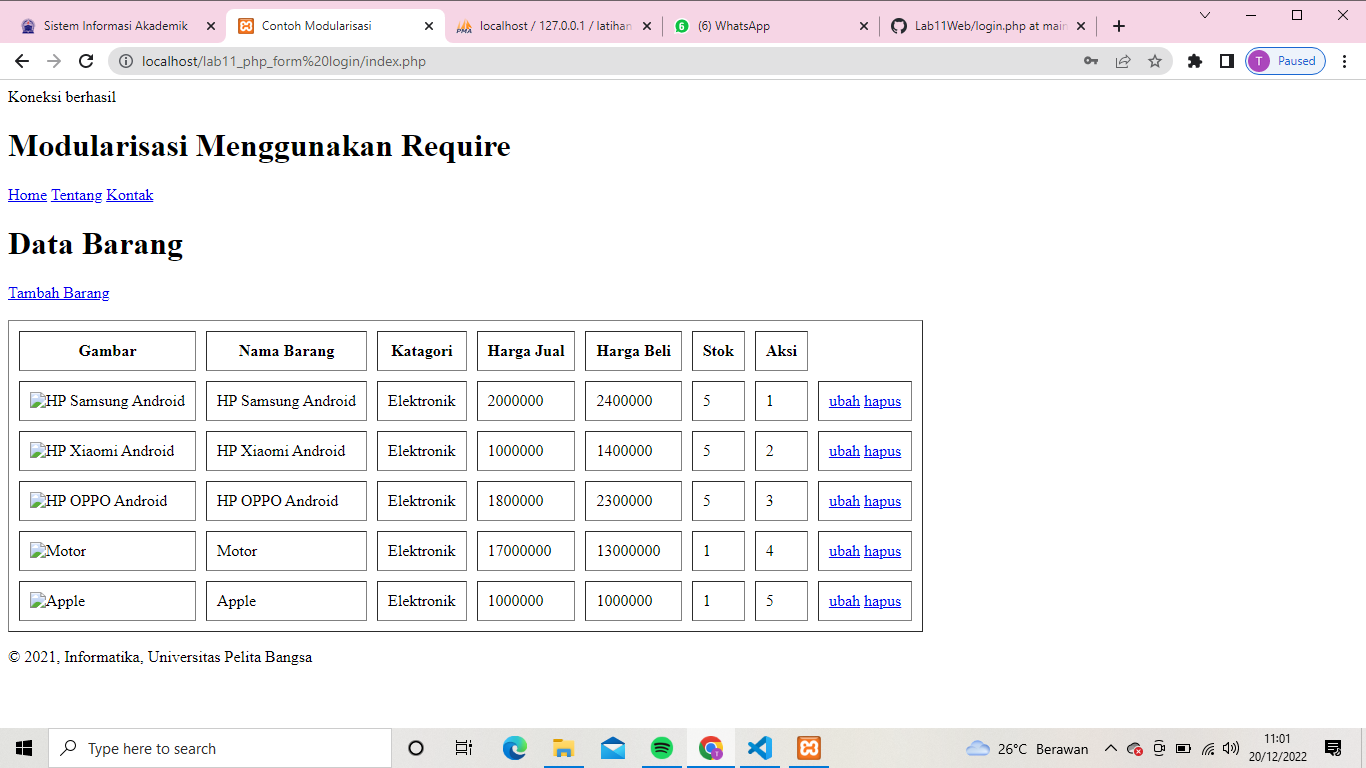 Sistem Informasi Akademik
Contoh Modularisasi
localhost / 127.0.0.1 / latihan
(6) WhatsApp
Lab11Web/login.php at main
localhost/lab11_php_form%20login/index.php
T Paused
Koneksi berhasil
Modularisasi Menggunakan Require
Home Tentang Kontak
Data Barang
Tambah Barang
Gambar Nama Barang Katagori Harga Jual Harga Beli Stok Aksi
HP Samsung Android HP Samsung Android Elektronik 2000000 2400000 5 1 ubah hapus
HP Xiaomi Android HP Xiaomi Android Elektronik 1000000 1400000 5 2 ubah hapus
HP OPPO Android HP OPPO Android Elektronik 1800000 2300000 5 3 ubah hapus
Motor Motor Elektronik 17000000 13000000 1 4 ubah hapus
Apple Apple Elektronik 1000000 1000000 1 5 ubah hapus
© 2021, Informatika, Universitas Pelita Bangsa
Type here to search
26°C Berawan
11:01
20/12/2022